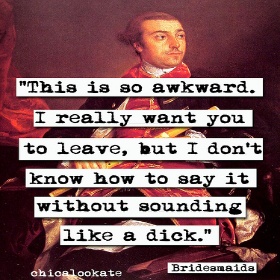 "This is so awkward.
I really want you
to leave, but I don't
know how to say it
without sounding
like a dick."
Bridesmaids
chicalookate